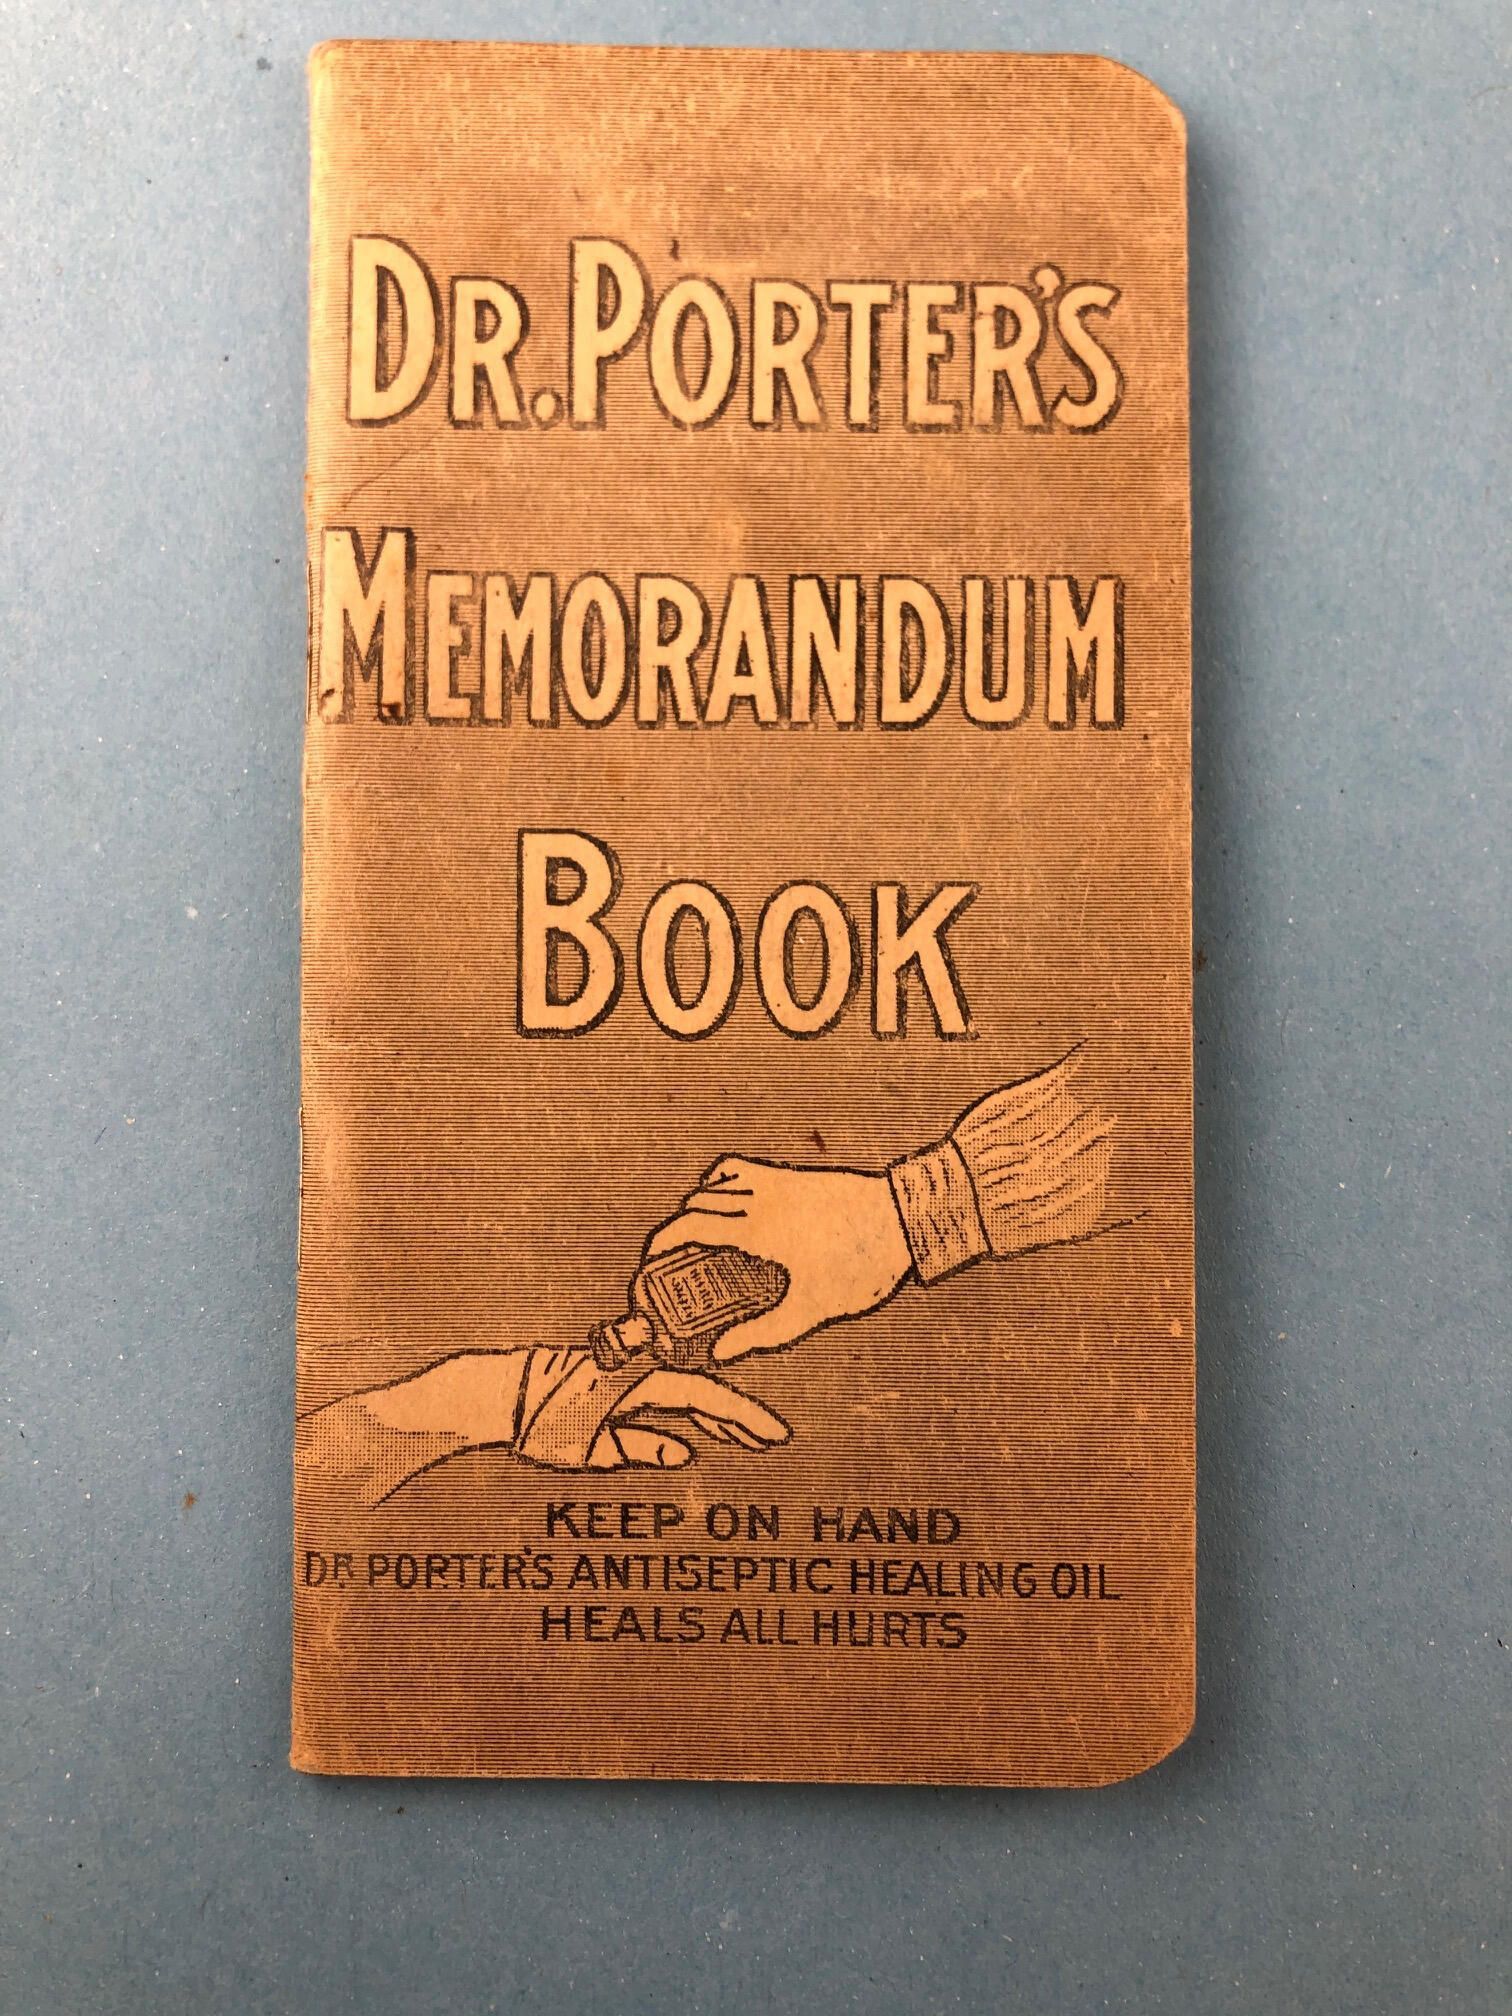 DR. PORTER'S
MEMORANDUM
BOOK
KEEP ON HAND
DR PORTER'S ANTISEPTIC HEALING OIL
HEALS ALL HURTS